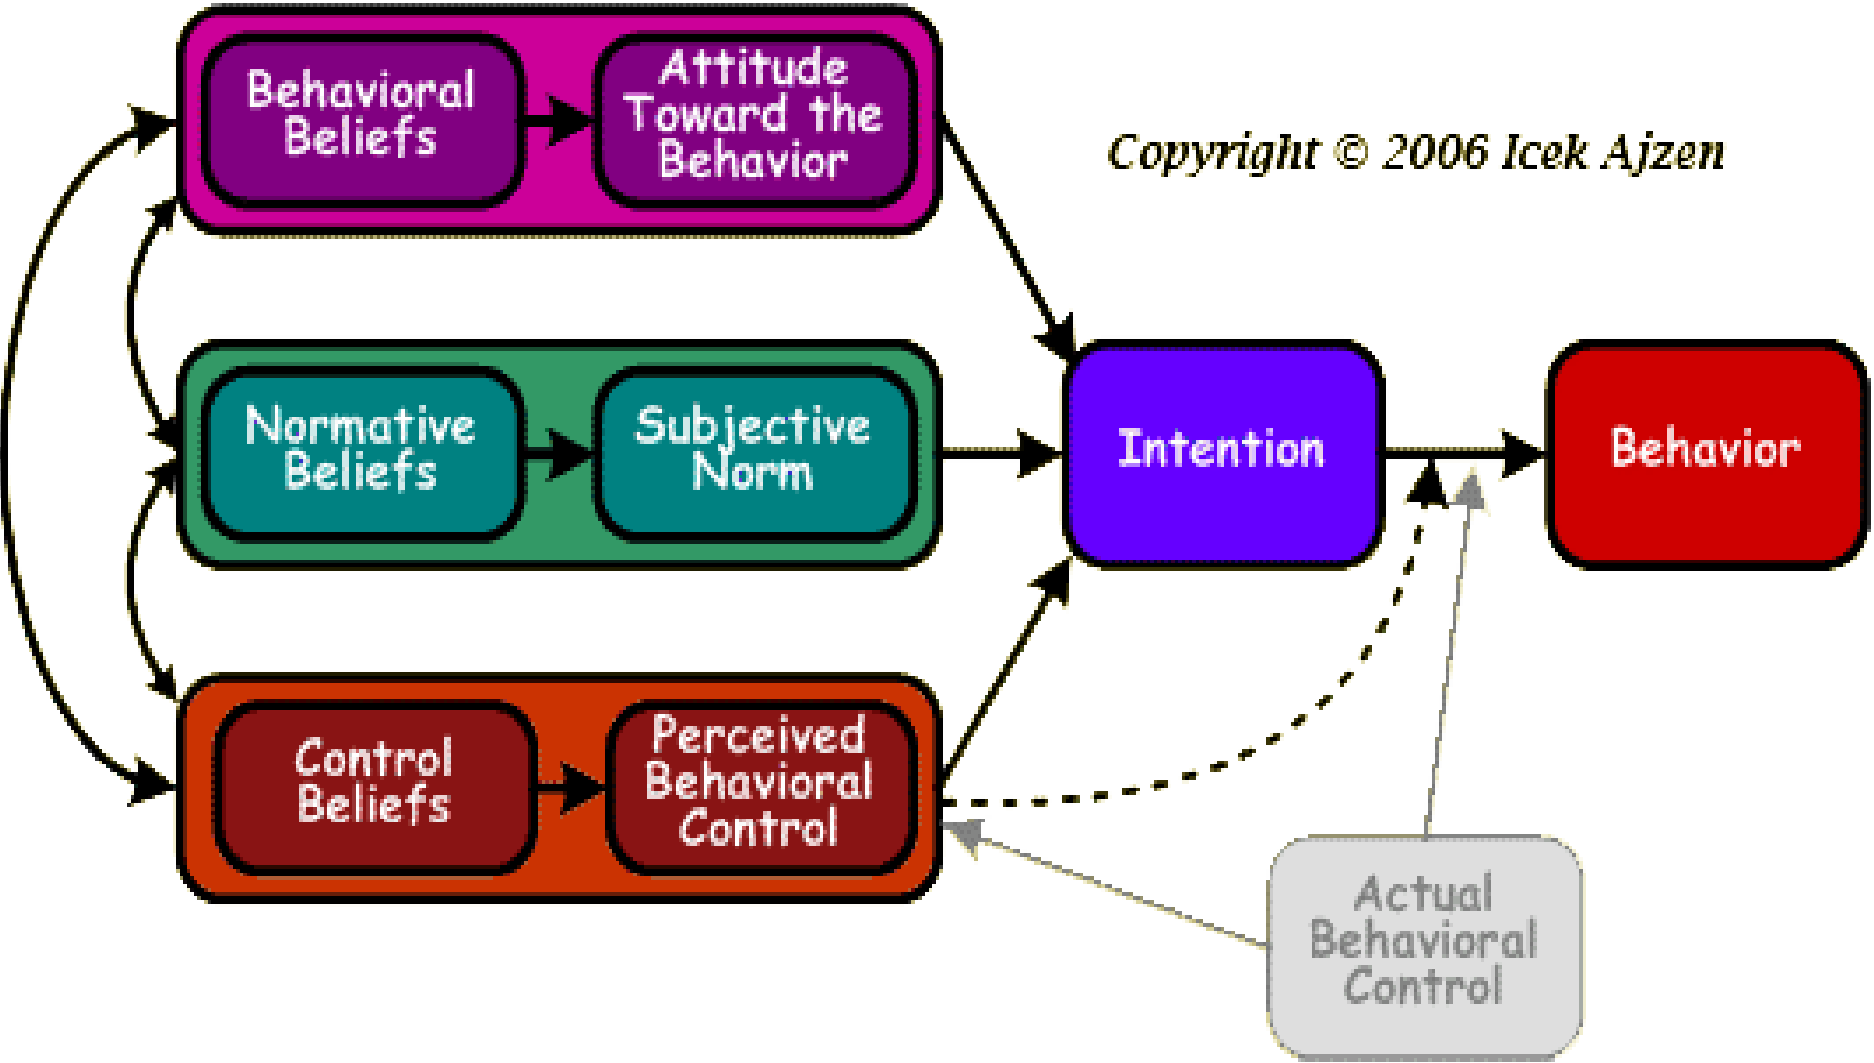 Behavioral
Beliefs
Attitude
Toward the
Behavior
Copyright © 2006 Icek Ajzen
Normative
Beliefs
Subjective
Norm
Intention
Behavior
Control
Beliefs
Perceived
Behavioral
Control
Actual
Behavioral
Control